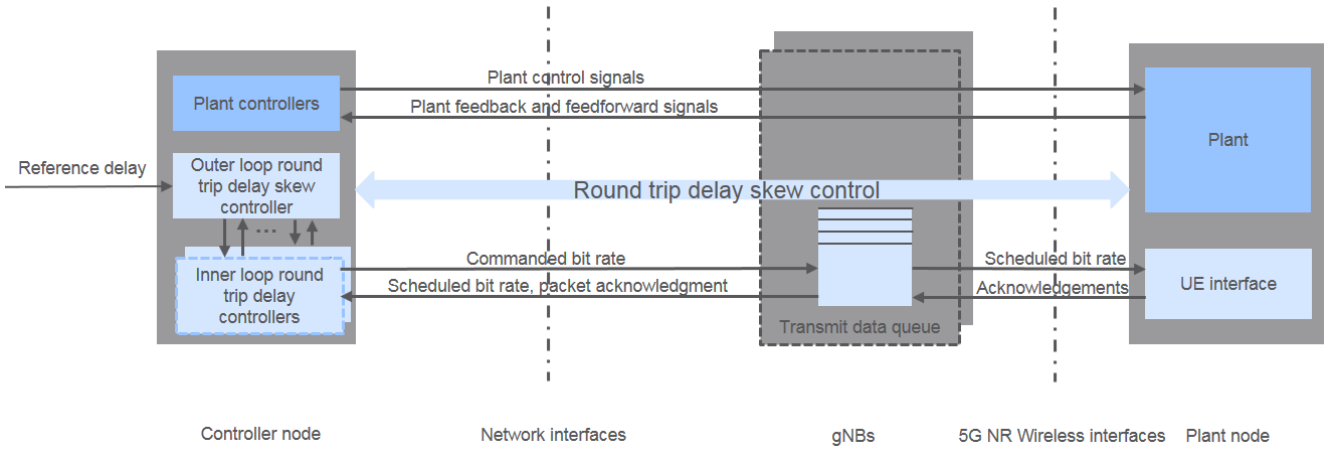 Plant control signals
Plant controllers
Plant feedback and feedforward signals
Plant
Reference delay
Outer loop round
trip delay skew
controller
Round trip delay skew control
...
Commanded bit rate
Scheduled bit rate
Inner loop round
trip delay
controllers
Scheduled bit rate, packet acknowledgment
Acknowledgements
UE interface
Transmit data queue
Controller node
Network interfaces
gNBs
5G NR Wireless interfaces
Plant node